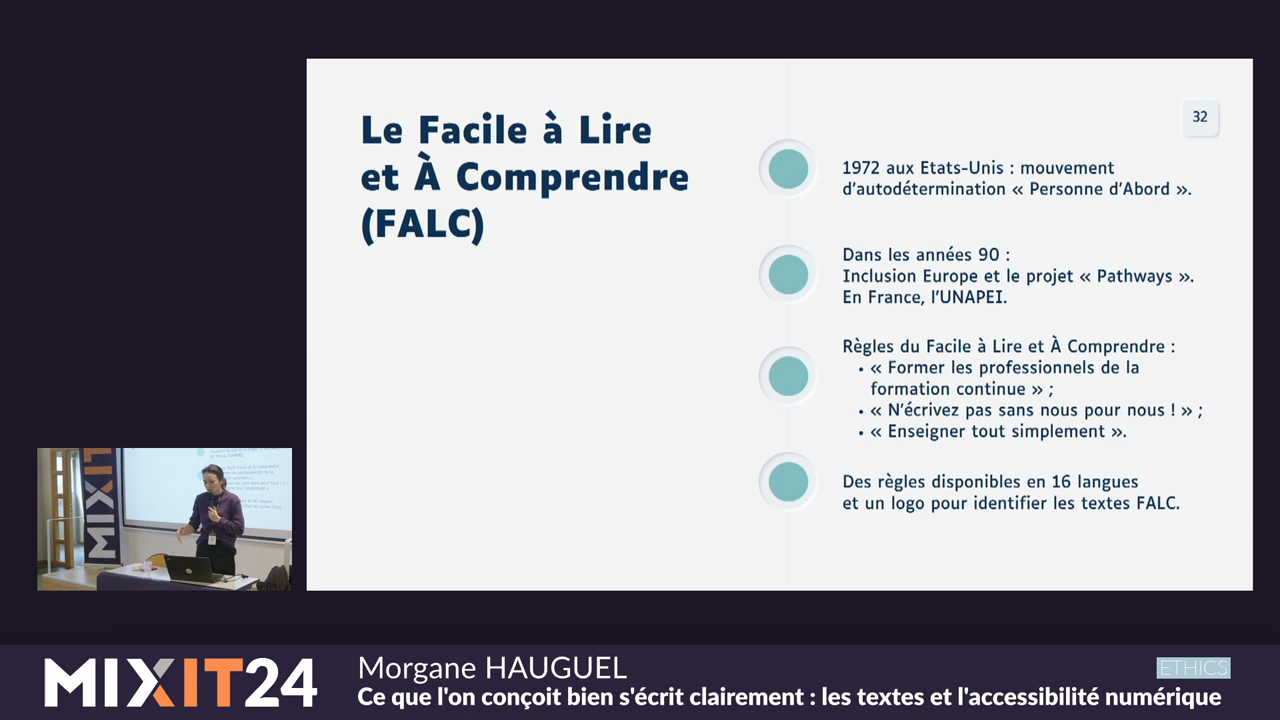 Le Facile à Lire
et À Comprendre
(FALC)
32
1972 aux Etats-Unis : mouvement
d'autodétermination « Personne d'Abord ».
Dans les années 90 :
Inclusion Europe et le projet « Pathways ».
En France, l'UNAPEI.
Règles du Facile à Lire et À Comprendre :
• « Former les professionnels de la
formation continue » ;
• « N'écrivez pas sans nous pour nous ! » ;
• « Enseigner tout simplement ».
Des règles disponibles en 16 langues
et un logo pour identifier les textes FALC.
MIXIT
MIXIT24
Morgane HAUGUEL
ETHICS
Ce que l'on conçoit bien s'écrit clairement : les textes et l'accessibilité numérique